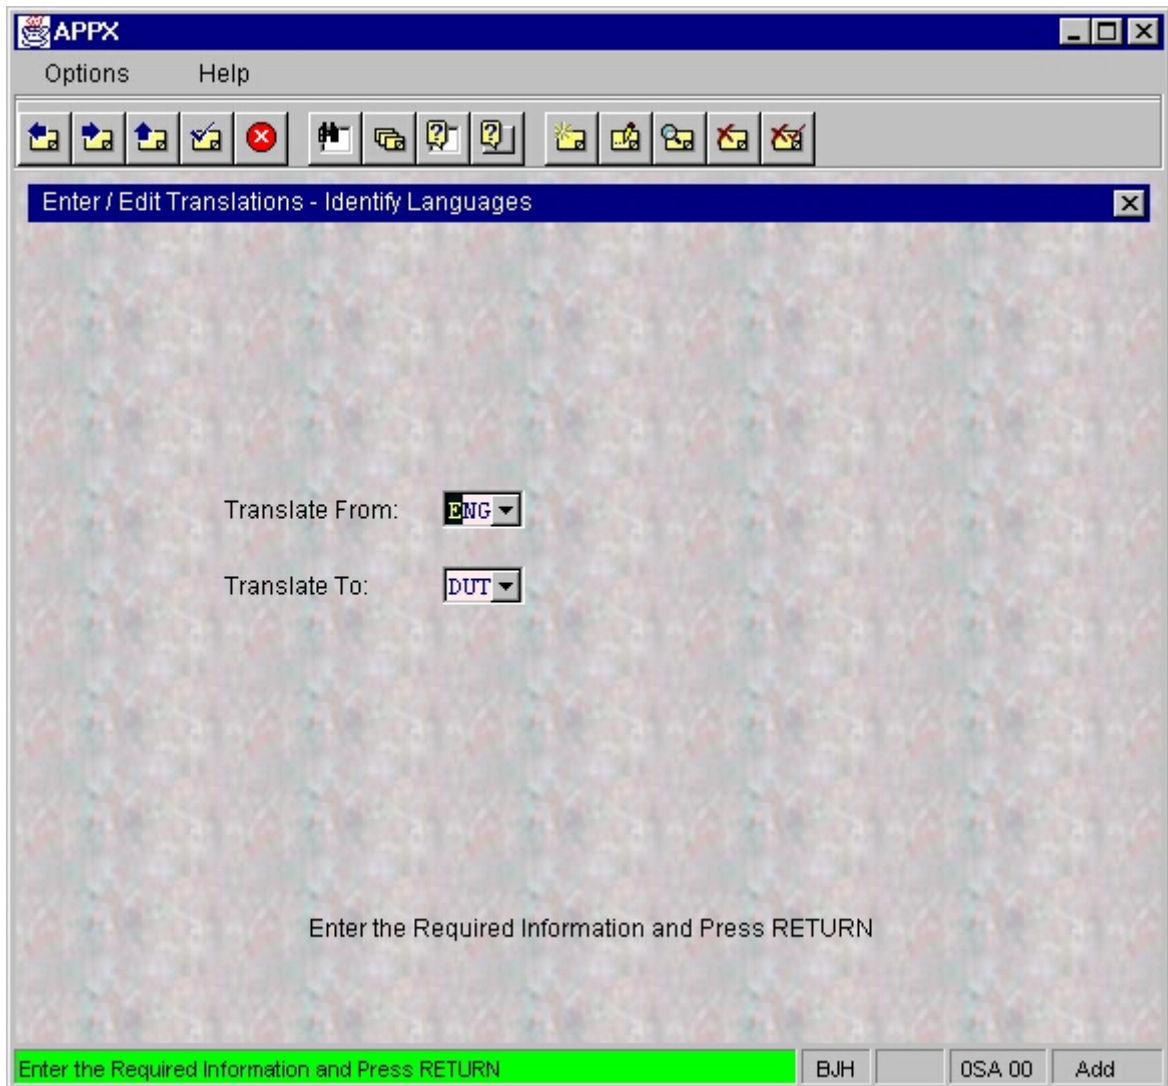 APPX
Options Help
Enter / Edit Translations - Identify Languages
Translate From: ENG
Translate To: DUT
Enter the Required Information and Press RETURN
Enter the Required Information and Press RETURN BJH 0SA 00 Add